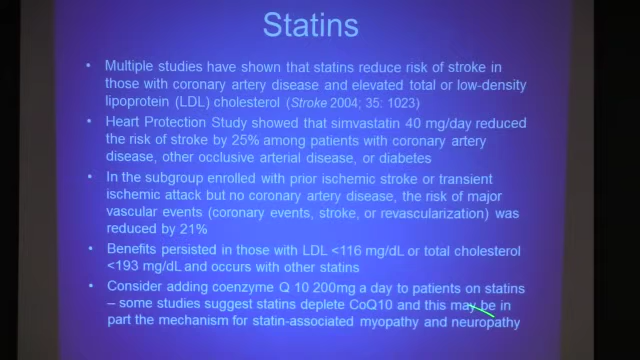 Statins
• Multiple studies have shown that statins reduce risk of stroke in
those with coronary artery disease and elevated total or low-density
lipoprotein (LDL) cholesterol (Stroke 2004; 35: 1023)
• Heart Protection Study showed that simvastatin 40 mg/day reduced
the risk of stroke by 25% among patients with coronary artery
disease, other occlusive arterial disease, or diabetes
• In the subgroup enrolled with prior ischemic stroke or transient
ischemic attack but no coronary artery disease, the risk of major
vascular events (coronary events, stroke, or revascularization) was
reduced by 21%
• Benefits persisted in those with LDL <116 mg/dL or total cholesterol
<193 mg/dL and occurs with other statins
• Consider adding coenzyme Q 10 200mg a day to patients on statins
– some studies suggest statins deplete CoQ10 and this may be in
part the mechanism for statin-associated myopathy and neuropathy